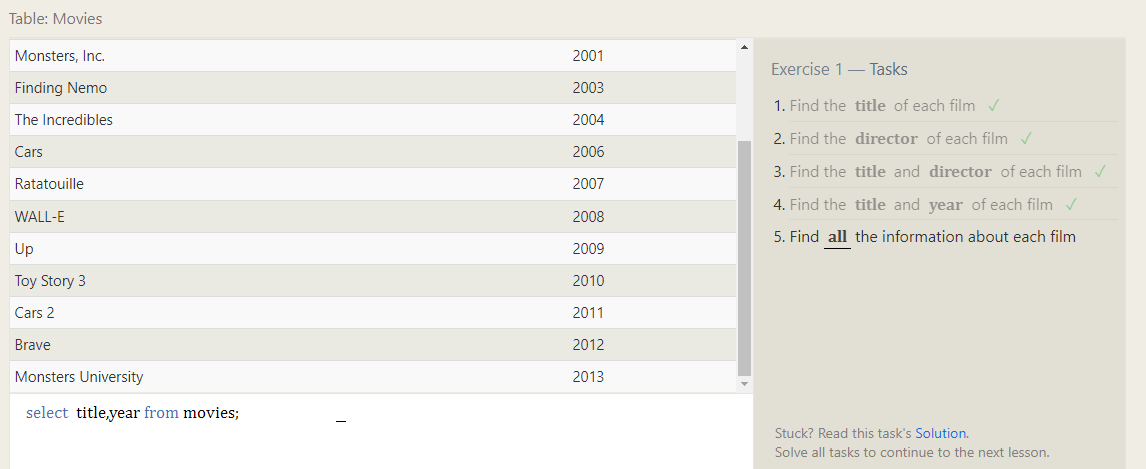 Table: Movies
Monsters, Inc. 2001
Finding Nemo 2003
The Incredibles 2004
Cars 2006
Ratatouille 2007
WALL-E 2008
Up 2009
Toy Story 3 2010
Cars 2 2011
Brave 2012
Monsters University 2013
select title,year from movies;
Exercise 1 — Tasks
1. Find the title of each film ✓
2. Find the director of each film ✓
3. Find the title and director of each film ✓
4. Find the title and year of each film ✓
5. Find all the information about each film
Stuck? Read this task's Solution.
Solve all tasks to continue to the next lesson.